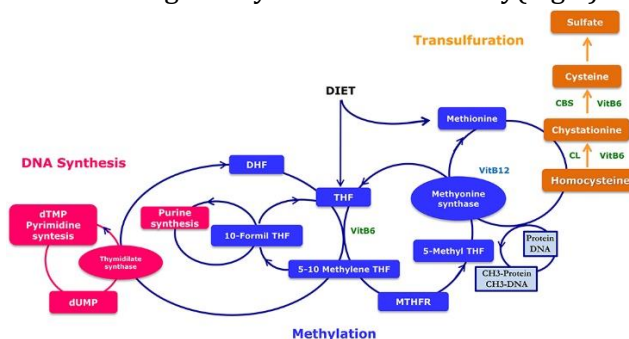 Sulfate
Transulfuration
Cysteine
CBS
VitB6
DIET
Methionine
Chystationine
CL
VitB6
DNA Synthesis
DHF
VitB12
Homocysteine
THF
Methyonine
synthase
dTMP
Pyrimidine
syntesis
Purine
synthesis
10-Formil THF
VitB6
5-Methyl THF
Protein
DNA
Thymidilate
synthase
5-10 Methylene THF
CH3-Protein
CH3-DNA
dUMP
MTHFR
Methylation